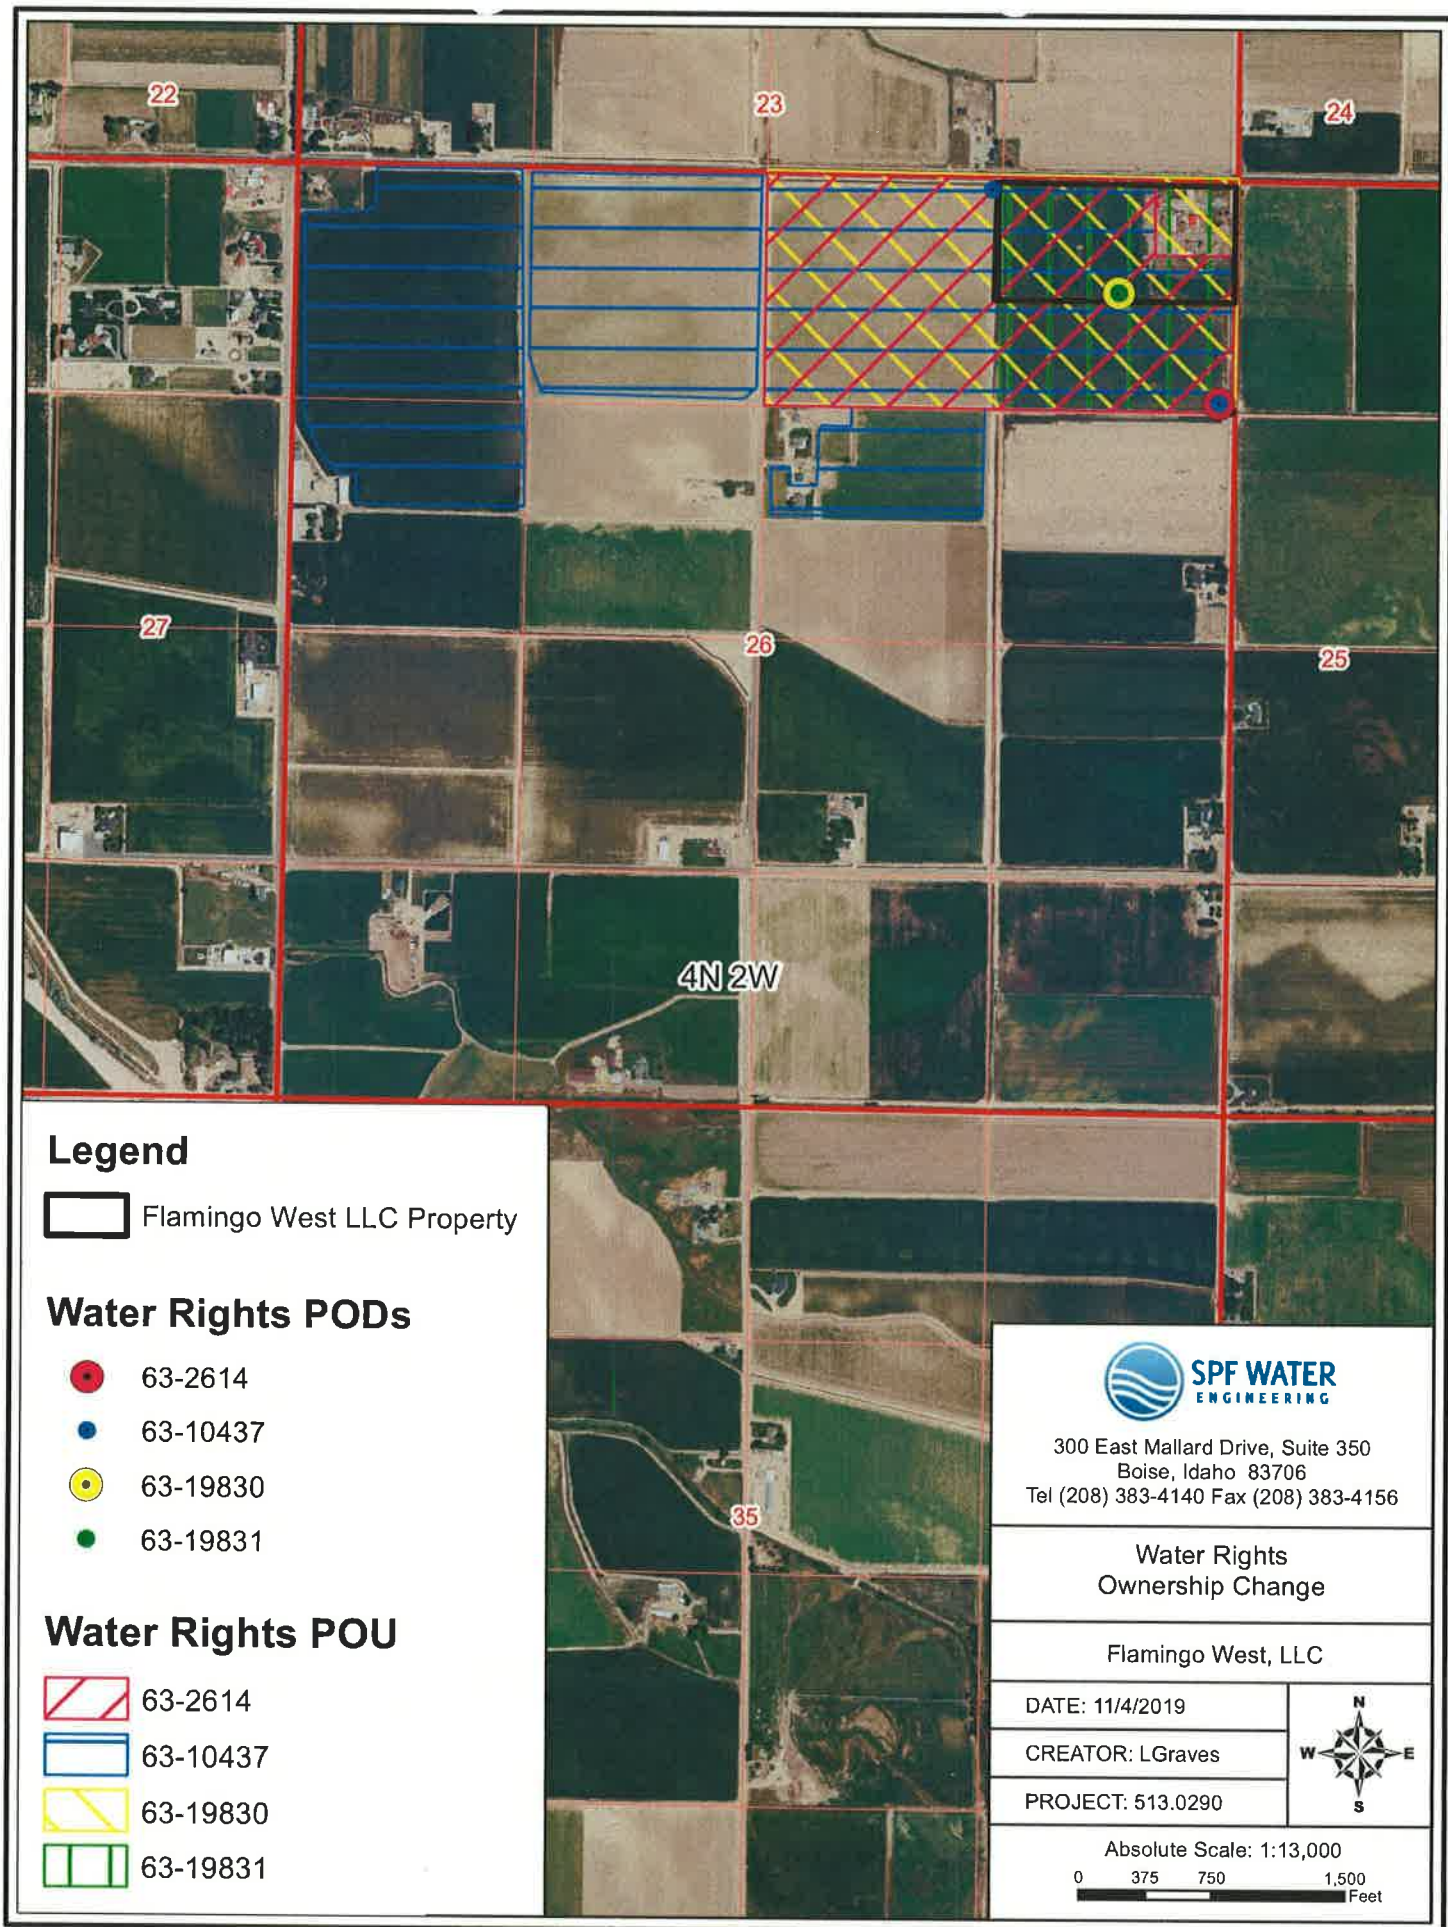 22
23
24
27
26
25
4N 2W
35
Legend
Flamingo West LLC Property
Water Rights PODs
63-2614
63-10437
63-19830
63-19831
Water Rights POU
63-2614
63-10437
63-19830
63-19831
SPF WATER
ENGINEERING
300 East Mallard Drive, Suite 350
Boise, Idaho 83706
Tel (208) 383-4140 Fax (208) 383-4156
Water Rights
Ownership Change
Flamingo West, LLC
DATE: 11/4/2019
CREATOR: LGraves
PROJECT: 513.0290
N
W E
S
Absolute Scale: 1:13,000
0 375 750 1,500
Feet